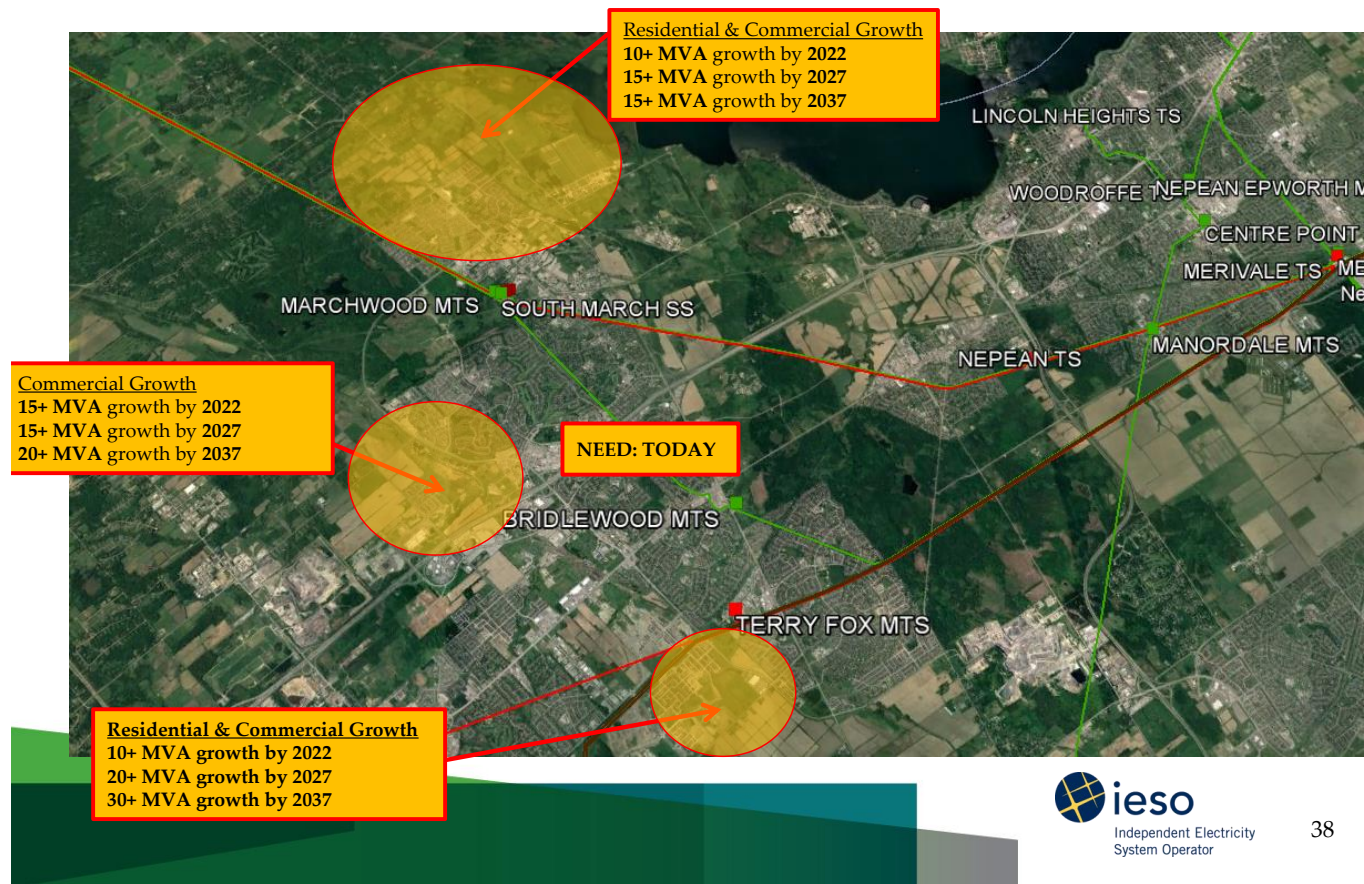 Residential & Commercial Growth
10+ MVA growth by 2022
15+ MVA growth by 2027
15+ MVA growth by 2037
LINCOLN HEIGHTS TS
WOODROFFE T
NEPEAN EPWORTH M
CENTRE POINT
MERIVALE TS
ME
Ne
MARCHWOOD MTS
SOUTH MARCH SS
MANORDALE MTS
NEPEAN TS
Commercial Growth
15+ MVA growth by 2022
15+ MVA growth by 2027
20+ MVA growth by 2037
NEED: TODAY
BRIDLEWOOD MTS
TERRY FOX MTS
Residential & Commercial Growth
10+ MVA growth by 2022
20+ MVA growth by 2027
30+ MVA growth by 2037
ieso
Independent Electricity
System Operator
38